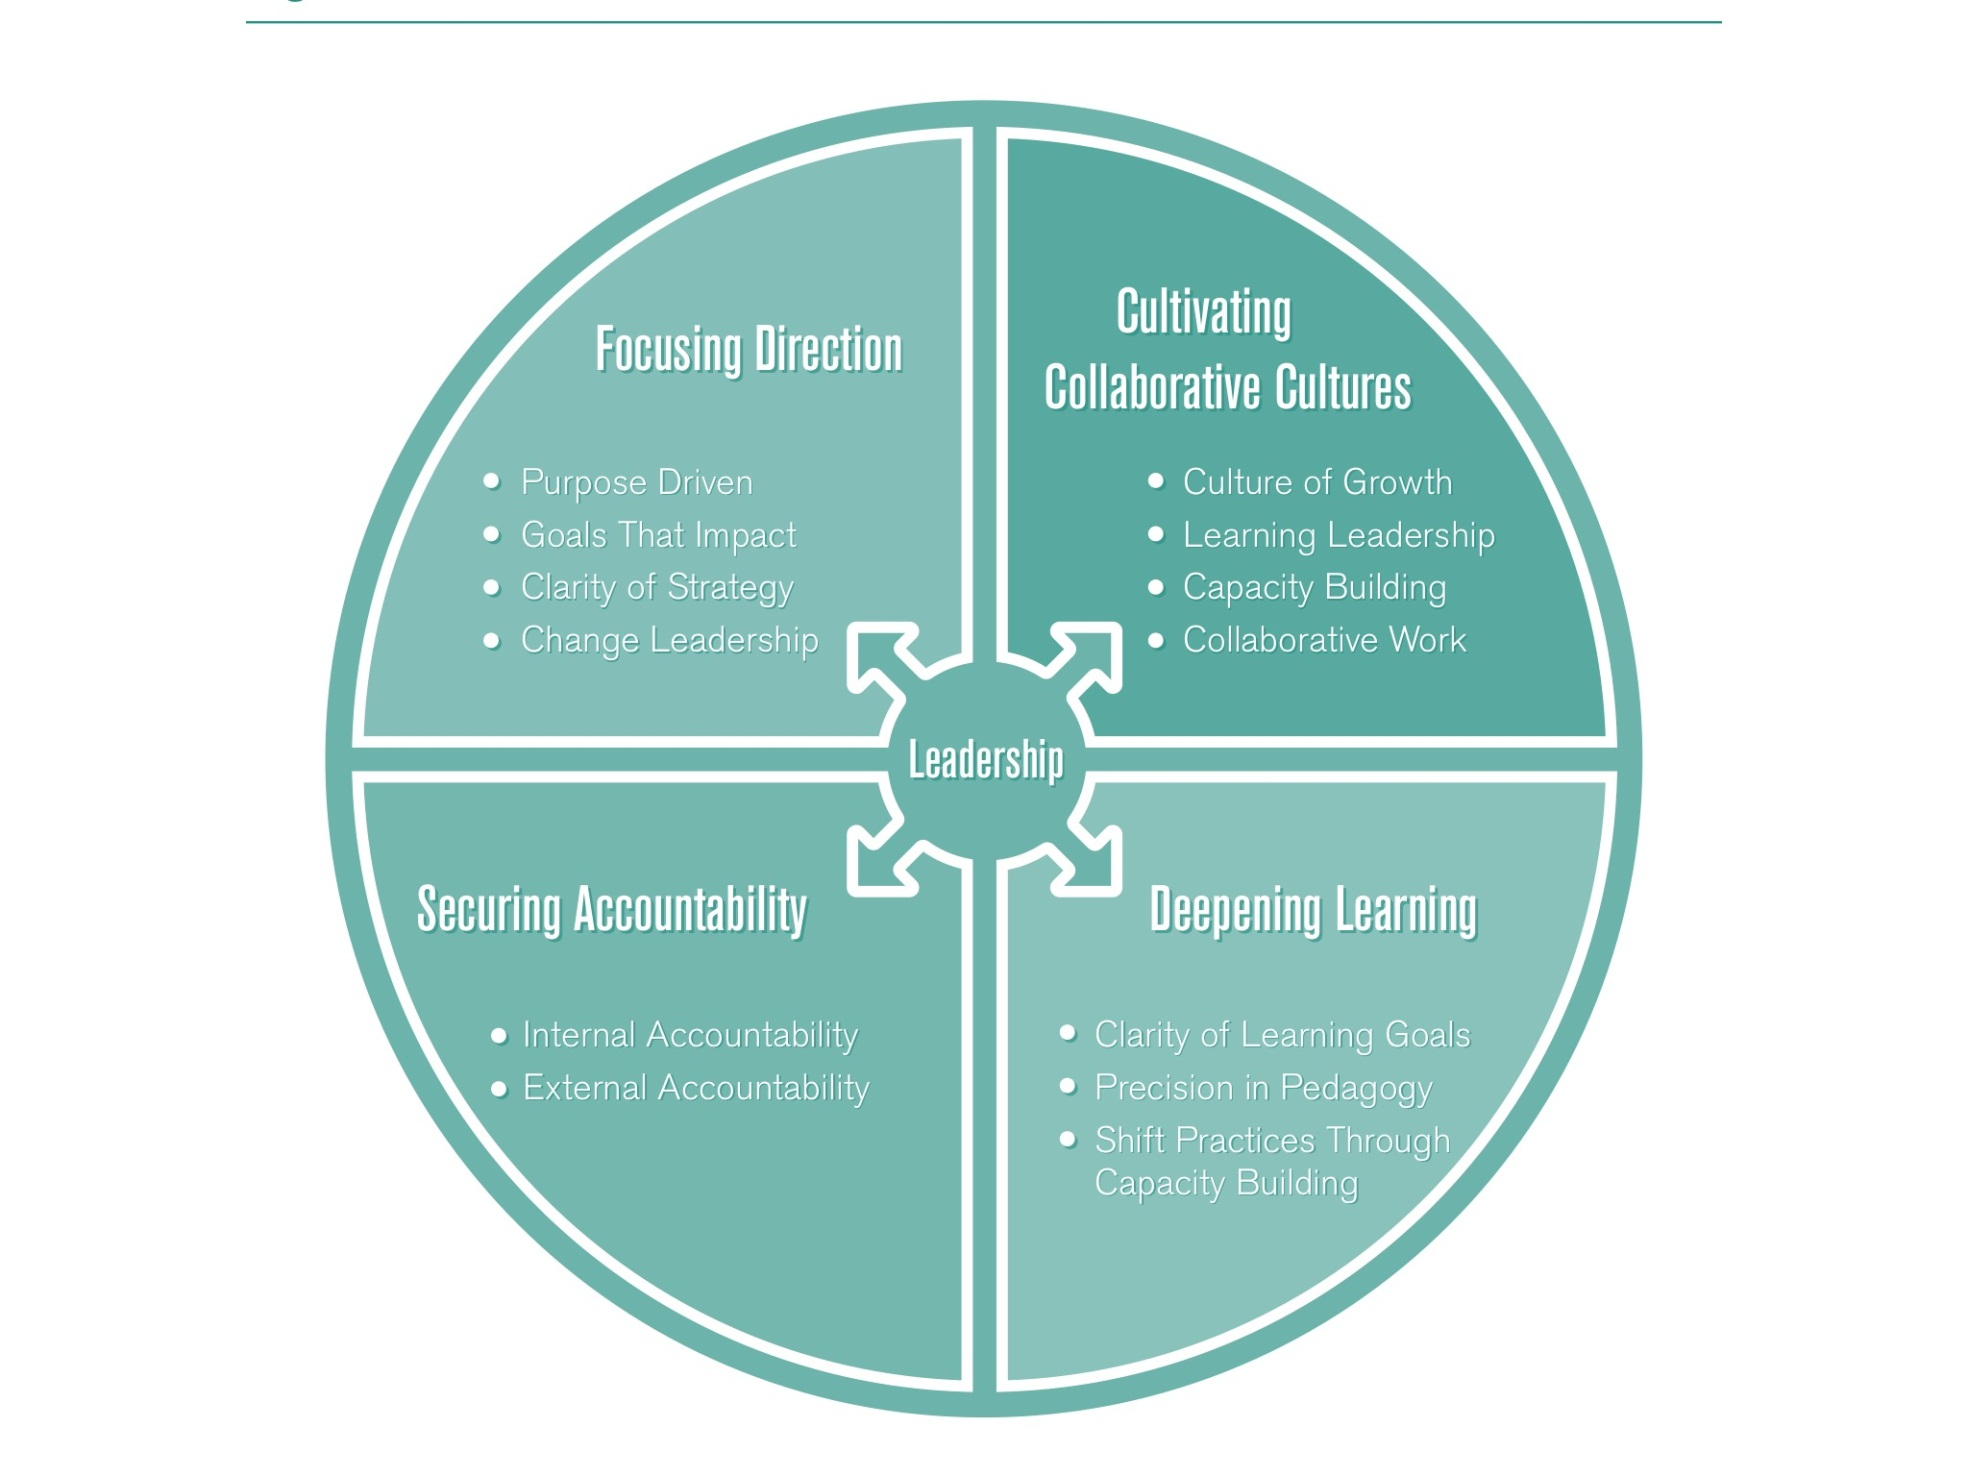 Focusing Direction
• Purpose Driven
• Goals That Impact
• Clarity of Strategy
• Change Leadership
Cultivating
Collaborative Cultures
• Culture of Growth
• Learning Leadership
• Capacity Building
• Collaborative Work
Leadership
Securing Accountability
• Internal Accountability
• External Accountability
Deepening Learning
• Clarity of Learning Goals
• Precision in Pedagogy
• Shift Practices Through
Capacity Building